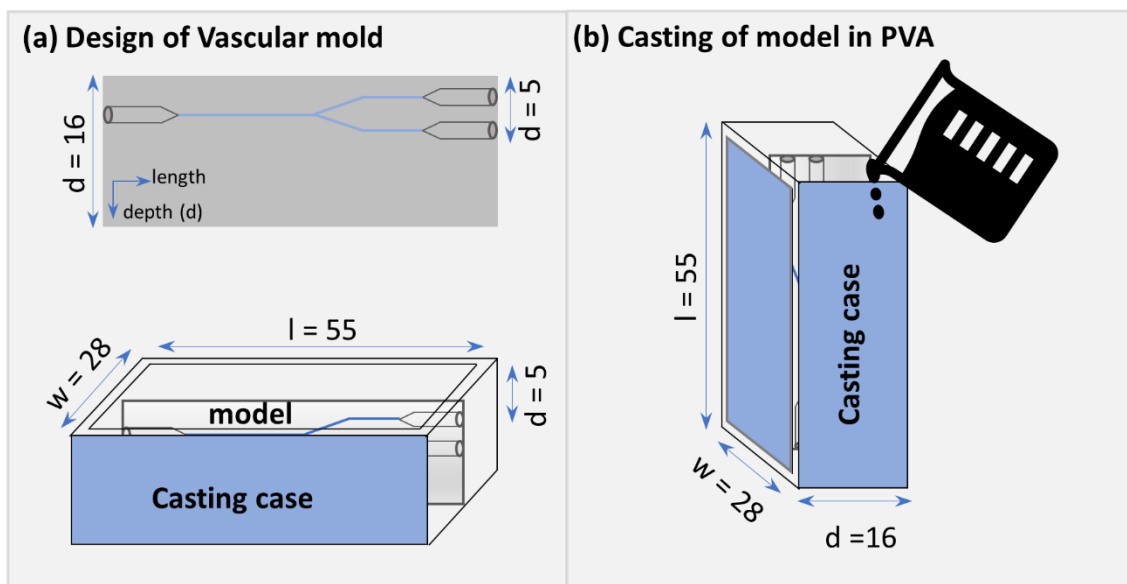 (a) Design of Vascular mold
d = 16
d = 5
length
depth (d)
l = 55
w = 28
d = 5
model
Casting case
(b) Casting of model in PVA
l = 55
Casting case
w = 28
d =16